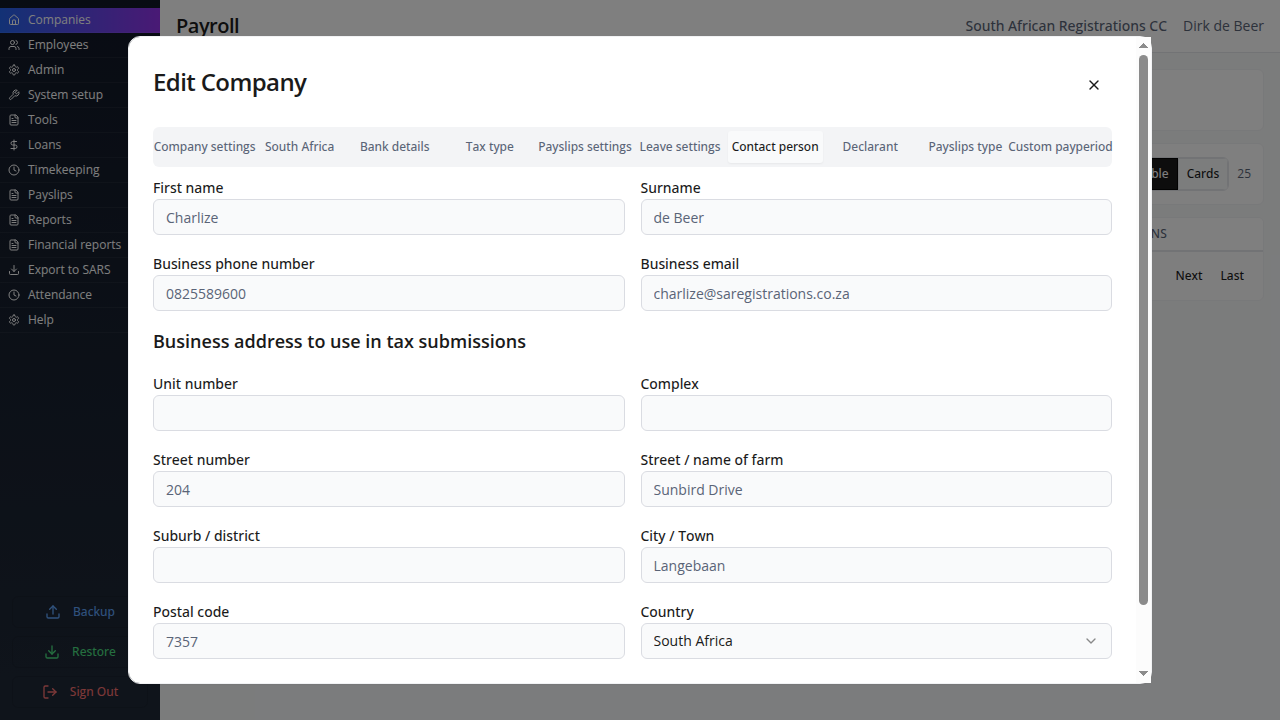 Companies
Employees
Admin
System setup
Tools
Loans
Timekeeping
Payslips
Reports
Financial reports
Export to SARS
Attendance
Help
Backup
Restore
Sign Out
Payroll
South African Registrations CC Dirk de Beer
Edit Company
Company settings South Africa Bank details Tax type Payslips settings Leave settings Contact person Declarant Payslips type Custom payperiod
First name Surname
Charlize de Beer
Business phone number Business email
0825589600 charlize@saregistrations.co.za
Business address to use in tax submissions
Unit number Complex
Street number Street / name of farm
204 Sunbird Drive
Suburb / district City / Town
Langebaan
Postal code Country
7357 South Africa
ble Cards 25
NS
Next Last